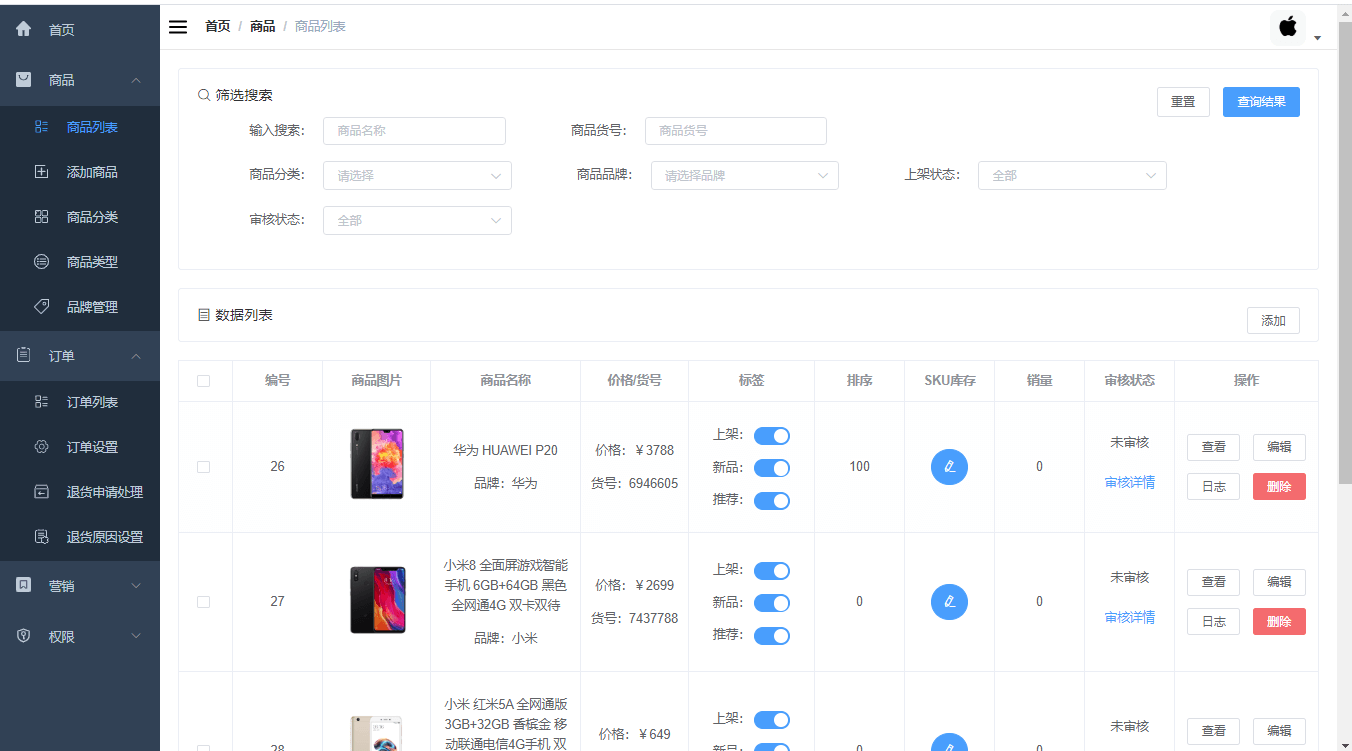 首页
商品
商品列表
添加商品
商品分类
商品类型
品牌管理
订单
订单列表
订单设置
退货申请处理
退货原因设置
营销
权限
首页 / 商品 / 商品列表
筛选搜索
重置 查询结果
输入搜索： 商品名称 商品货号： 商品货号
商品分类： 请选择 商品品牌： 请选择品牌 上架状态： 全部
审核状态： 全部
数据列表
添加
编号 商品图片 商品名称 价格/货号 标签 排序 SKU库存 销量 审核状态 操作
26
华为 HUAWEI P20
品牌：华为
价格：￥3788
货号：6946605
上架：
新品：
推荐：
100
0
未审核
审核详情
查看 编辑
日志 删除
27
小米8 全面屏游戏智能
手机 6GB+64GB 黑色
全网通4G 双卡双待
品牌：小米
价格：￥2699
货号：7437788
上架：
新品：
推荐：
0
0
未审核
审核详情
查看 编辑
日志 删除
28
小米 红米5A 全网通版
3GB+32GB 香槟金 移
动联通电信4G手机 双
价格：￥649
上架：
新品：
0
0
未审核
查看 编辑